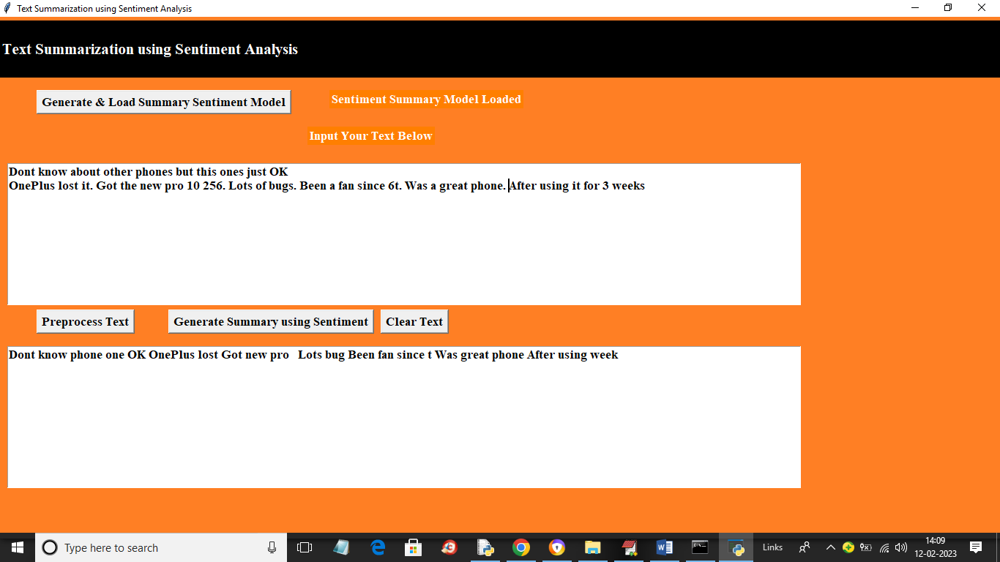 Text Summarization using Sentiment Analysis
Text Summarization using Sentiment Analysis
Generate & Load Summary Sentiment Model
Sentiment Summary Model Loaded
Input Your Text Below
Dont know about other phones but this ones just OK
OnePlus lost it. Got the new pro 10 256. Lots of bugs. Been a fan since 6t. Was a great phone. After using it for 3 weeks
Preprocess Text
Generate Summary using Sentiment
Clear Text
Dont know phone one OK OnePlus lost Got new pro   Lots bug Been fan since t Was great phone After using week
Type here to search
Links
14:09
12-02-2023